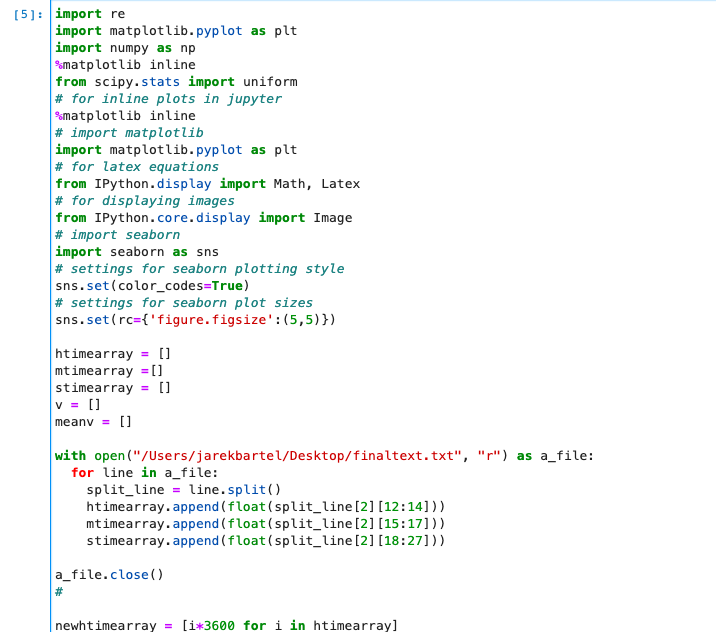 [5]: import re
import matplotlib.pyplot as plt
import numpy as np
%matplotlib inline
from scipy.stats import uniform
# for inline plots in jupyter
%matplotlib inline
# import matplotlib
import matplotlib.pyplot as plt
# for latex equations
from IPython.display import Math, Latex
# for displaying images
from IPython.core.display import Image
# import seaborn
import seaborn as sns
# settings for seaborn plotting style
sns.set(color_codes=True)
# settings for seaborn plot sizes
sns.set(rc={'figure.figsize':(5,5)})

htimearray = []
mtimearray =[]
stimearray = []
v = []
meanv = []

with open("/Users/jarekbartel/Desktop/finaltext.txt", "r") as a_file:
  for line in a_file:
    split_line = line.split()
    htimearray.append(float(split_line[2][12:14]))
    mtimearray.append(float(split_line[2][15:17]))
    stimearray.append(float(split_line[2][18:27]))

a_file.close()
#

newhtimearray = [i*3600 for i in htimearray]